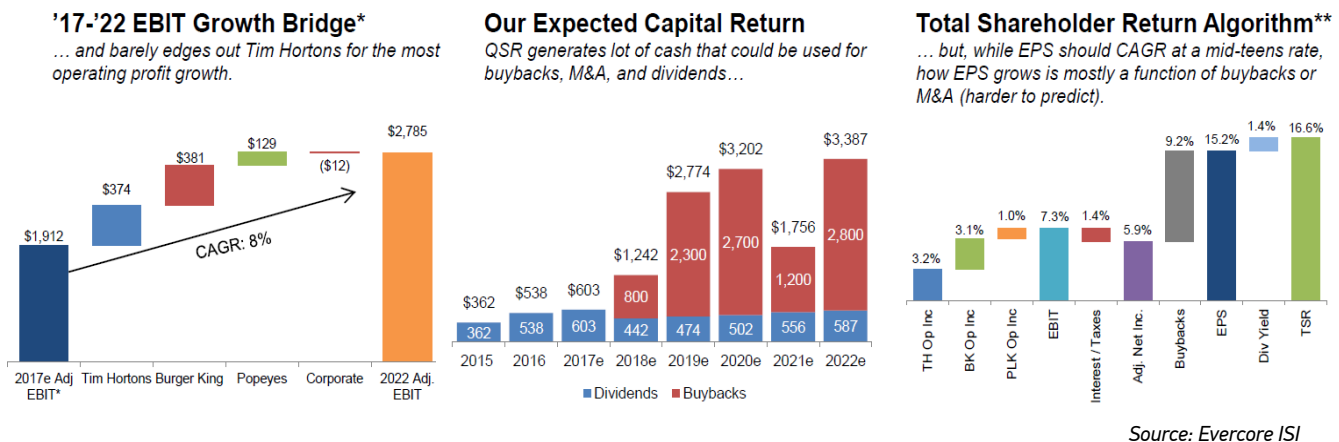 '17-'22 EBIT Growth Bridge*
… and barely edges out Tim Hortons for the most
operating profit growth.
$1,912
$374
$381
$129
($12)
$2,785
CAGR: 8%
2017e Adj
EBIT*
Tim Hortons
Burger King
Popeyes
Corporate
2022 Adj.
EBIT
Our Expected Capital Return
QSR generates lot of cash that could be used for
buybacks, M&A, and dividends…
$362
$538
$603
$1,242
$2,774
$3,202
$1,756
$3,387
800
2,300
2,700
1,200
2,800
362
538
603
442
474
502
556
587
2015
2016
2017e
2018e
2019e
2020e
2021e
2022e
Dividends
Buybacks
Total Shareholder Return Algorithm**
… but, while EPS should CAGR at a mid-teens rate,
how EPS grows is mostly a function of buybacks or
M&A (harder to predict).
3.2%
3.1%
1.0%
7.3%
1.4%
5.9%
9.2%
15.2%
1.4%
16.6%
TH Op Inc
BK Op Inc
PLK Op Inc
EBIT
Interest / Taxes
Adj. Net Inc.
Buybacks
EPS
Div Yield
TSR
Source: Evercore ISI